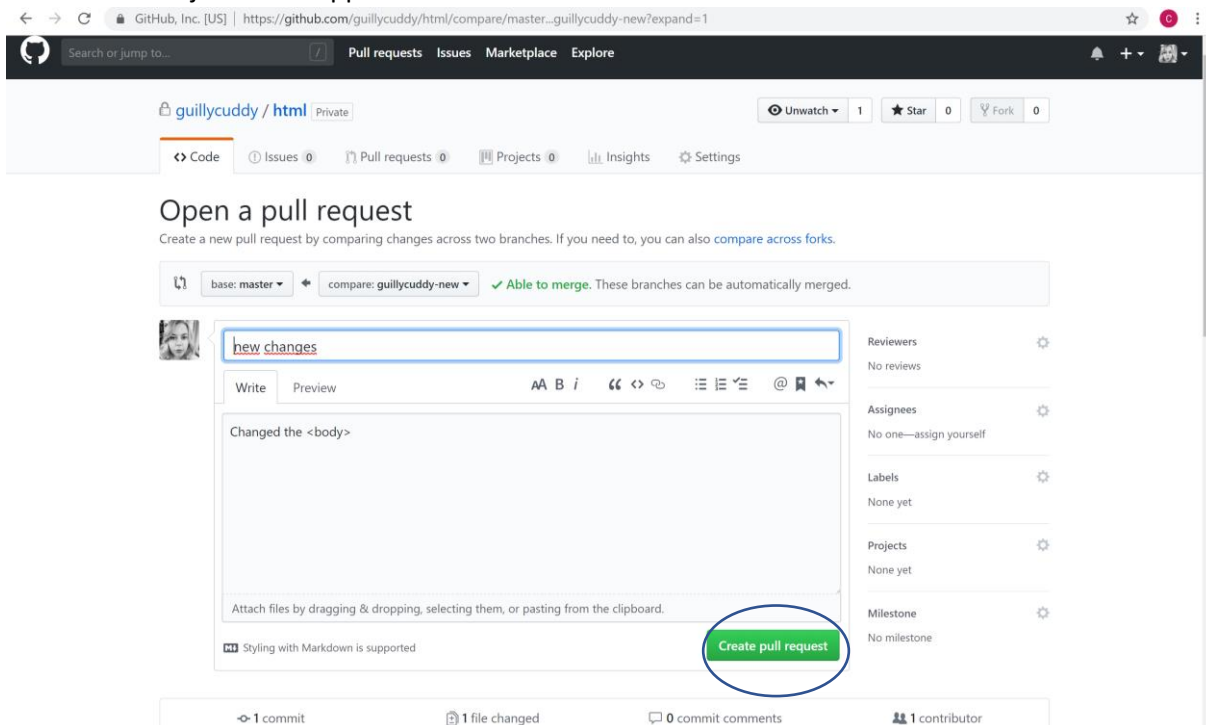 GitHub, Inc. [US] | https://github.com/guillycuddy/html/compare/master...guillycuddy-new?expand=1
C
Search or jump to... / Pull requests Issues Marketplace Explore
guillycuddy / html Private Unwatch 1 Star 0 Fork 0
Code Issues 0 Pull requests 0 Projects 0 Insights Settings
Open a pull request
Create a new pull request by comparing changes across two branches. If you need to, you can also compare across forks.
base: master compare: guillycuddy-new ✓ Able to merge. These branches can be automatically merged.
new changes
Write Preview AA B i
Changed the <body>
Attach files by dragging & dropping, selecting them, or pasting from the clipboard.
Styling with Markdown is supported
Create pull request
Reviewers
No reviews
Assignees
No one—assign yourself
Labels
None yet
Projects
None yet
Milestone
No milestone
1 commit 1 file changed 0 commit comments 1 contributor